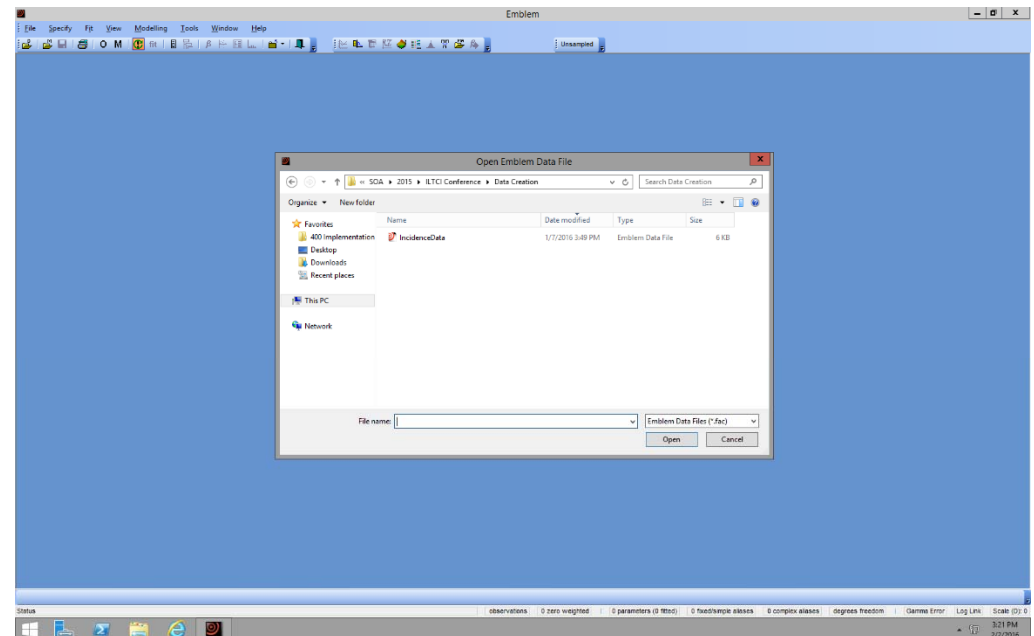 Emblem
File Specify Fit View Modelling Tools Window Help
O M fit β Unsampled
Open Emblem Data File
« SOA ▸ 2015 ▸ ILTCI Conference ▸ Data Creation Search Data Creation
Organize New folder
Name Date modified Type Size
Favorites
400 Implementation IncidenceData 1/7/2016 3:49 PM Emblem Data File 6 KB
Desktop
Downloads
Recent places
This PC
Network
File name: Emblem Data Files (*.fac)
Open Cancel
Status observations 0 zero weighted 0 parameters (0 fitted) 0 fixed/simple aliases 0 complex aliases degrees freedom Gamma Error Log Link Scale (D): 0
3:21 PM
2/2/2016